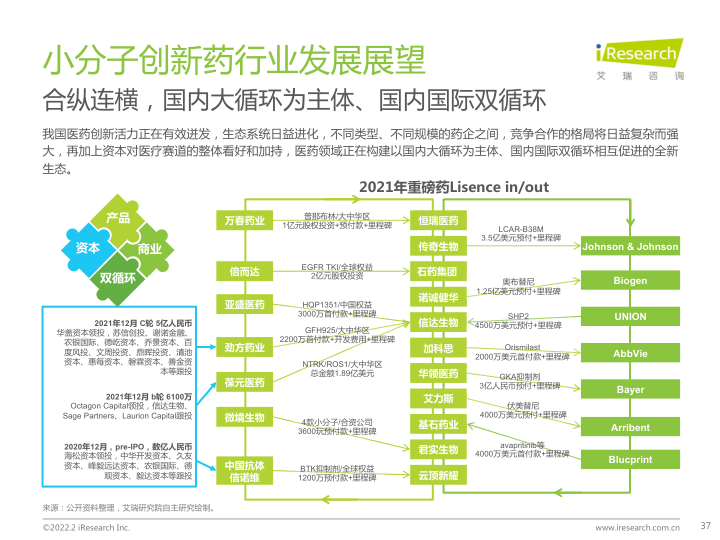 小分子创新药行业发展展望
iResearch
艾瑞咨询
合纵连横，国内大循环为主体、国内国际双循环
我国医药创新活力正在有效迸发，生态系统日益进化，不同类型、不同规模的药企之间，竞争合作的格局将日益复杂而强
大，再加上资本对医疗赛道的整体看好和加持，医药领域正在构建以国内大循环为主体、国内国际双循环相互促进的全新
生态。
2021年重磅药Lisence in/out
产品
资本
商业
双循环
2021年12月 C轮 5亿人民币
华盖资本领投，苏信创投、谢诺金融、
农银国际、德屹资本、乔景资本、百
度风投、文周投资、鼎晖投资、清池
资本、惠每资本、磐霖资本、善金资
本等跟投
2021年12月 b轮 6100万
Octagon Capital领投，信达生物、
Sage Partners、Laurion Capital跟投
2020年12月，pre-IPO，数亿人民币
海松资本领投，中华开发资本、久友
资本、峰毅远达资本、农银国际、德
观资本、毅达资本等跟投
万春药业
倍而达
亚盛医药
劲方药业
葆元医药
微境生物
中国抗体
信诺维
普那布林/大中华区
1亿元股权投资+预付款+里程碑
EGFR TKI/全球权益
2亿元股权投资
HQP1351/中国权益
3000万首付款+里程碑
GFH925/大中华区
2200万首付款+开发费用+里程碑
NTRK/ROS1/大中华区
总金额1.89亿美元
4款小分子/合资公司
3600玩预付款+里程碑
BTK抑制剂/全球权益
1200万预付款+里程碑
恒瑞医药
传奇生物
石药集团
诺诚健华
信达生物
加科思
华领医药
艾力斯
基石药业
君实生物
云顶新耀
LCAR-B38M
3.5亿美元预付+里程碑
奥布替尼
1.25亿美元预付+里程碑
SHP2
4500万美元预付+里程碑
Orismilast
2000万美元首付款+里程碑
GKA抑制剂
3亿人民币预付+里程碑
伏美替尼
4000万美元预付+里程碑
avapritinib等
4000万美元首付款+里程碑
Johnson & Johnson
Biogen
UNION
AbbVie
Bayer
Arribent
Blucprint
来源：公开资料整理，艾瑞研究院自主研究绘制。
©2022.2 iResearch Inc.
www.iresearch.com.cn
37